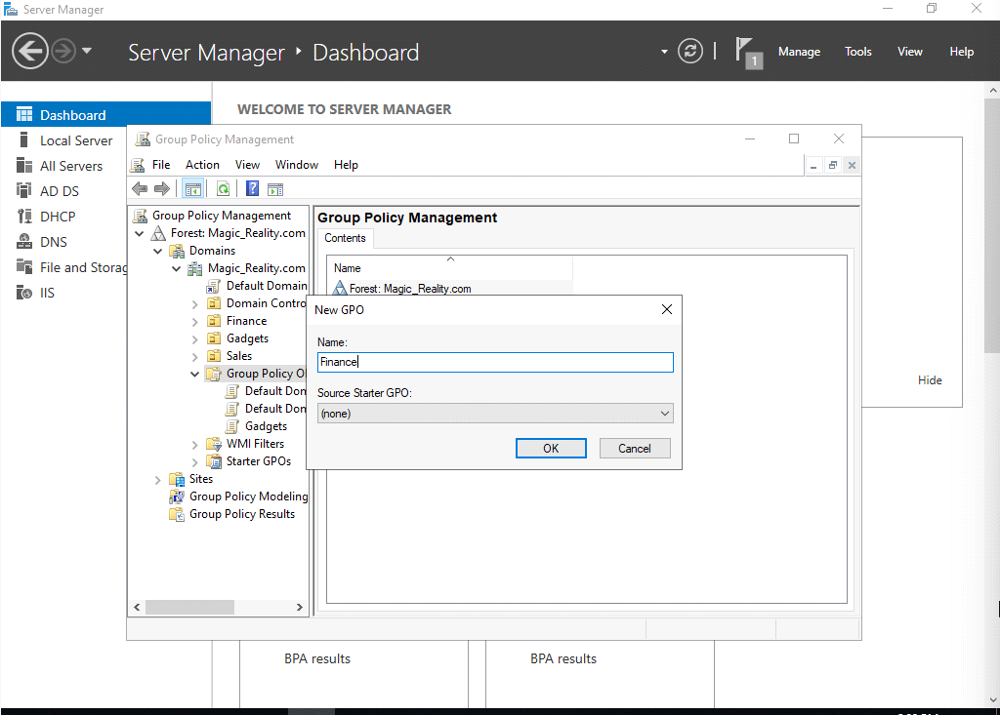 Server Manager
Server Manager Dashboard
1
Manage
Tools
View
Help
WELCOME TO SERVER MANAGER
Dashboard
Local Server
All Servers
AD DS
DHCP
DNS
File and Storag
IIS
Group Policy Management
File
Action
View
Window
Help
Group Policy Management
Forest: Magic_Reality.com
Domains
Magic_Reality.com
Default Domain
Domain Contro
Finance
Gadgets
Sales
Group Policy O
Default Don
Default Don
Gadgets
WMI Filters
Starter GPOs
Sites
Group Policy Modeling
Group Policy Results
Group Policy Management
Contents
Name
Forest: Magic_Reality.com
New GPO
Name:
Finance
Source Starter GPO:
(none)
OK
Cancel
Hide
BPA results
BPA results